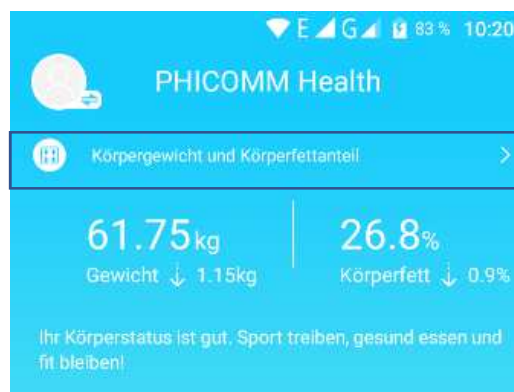 E G 83 % 10:20
PHICOMM Health
Körpergewicht und Körperfettanteil
61.75kg 26.8%
Gewicht ↓ 1.15kg Körperfett ↓ 0.9%
Ihr Körperstatus ist gut. Sport treiben, gesund essen und
fit bleiben!